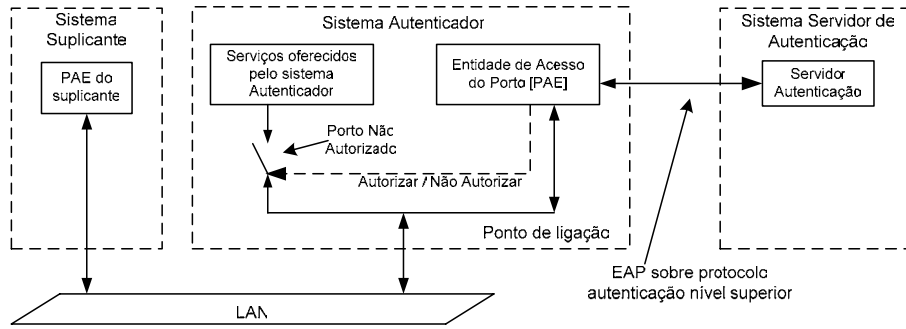 Sistema
Suplicante
PAE do
suplicante
Sistema Autenticador
Serviços oferecidos
pelo sistema
Autenticador
Entidade de Acesso
do Porto [PAE]
Porto Não
Autorizado
Autorizar / Não Autorizar
Ponto de ligação
Sistema Servidor de
Autenticação
Servidor
Autenticação
EAP sobre protocolo
autenticação nível superior
LAN